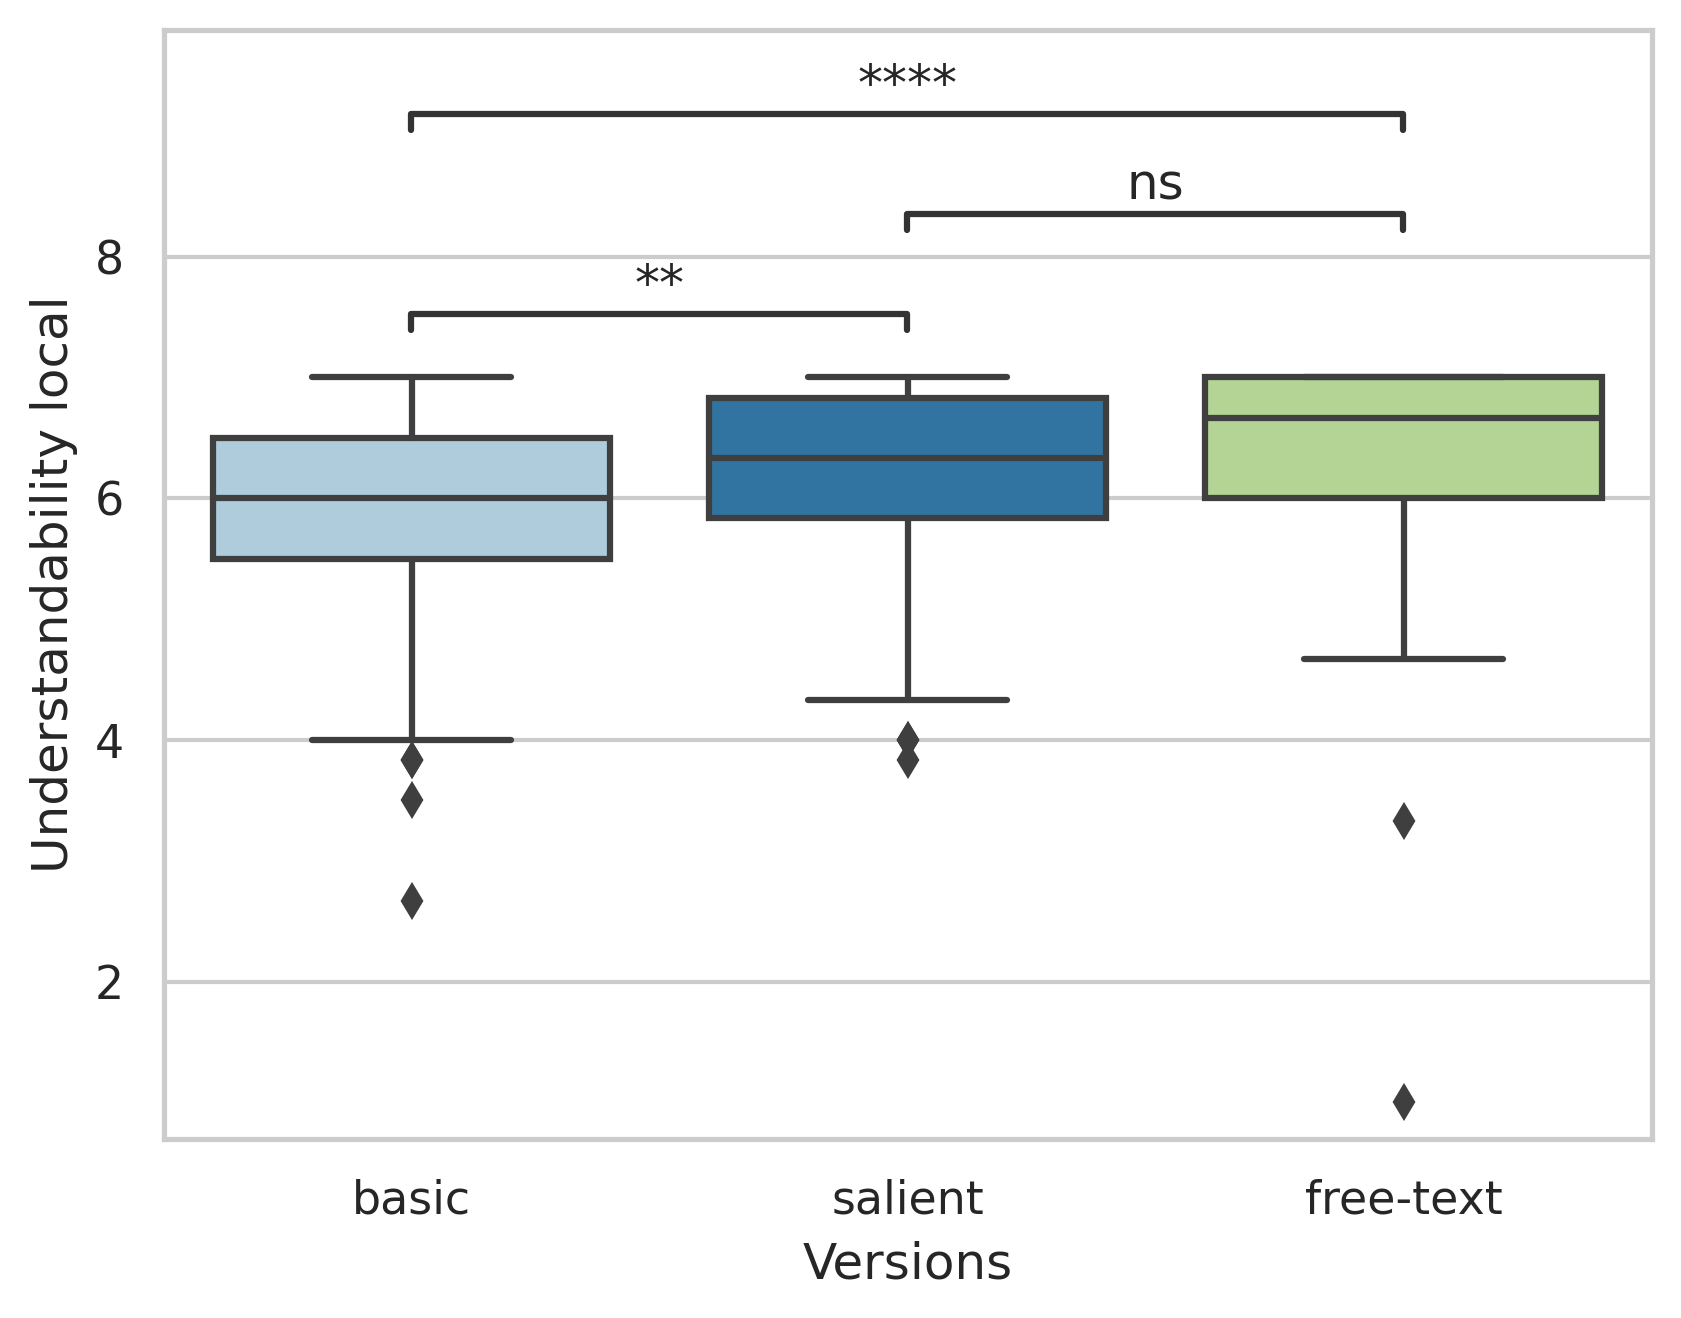 ****
ns
8
**
6
4
2
Understandability local
basic salient free-text
Versions